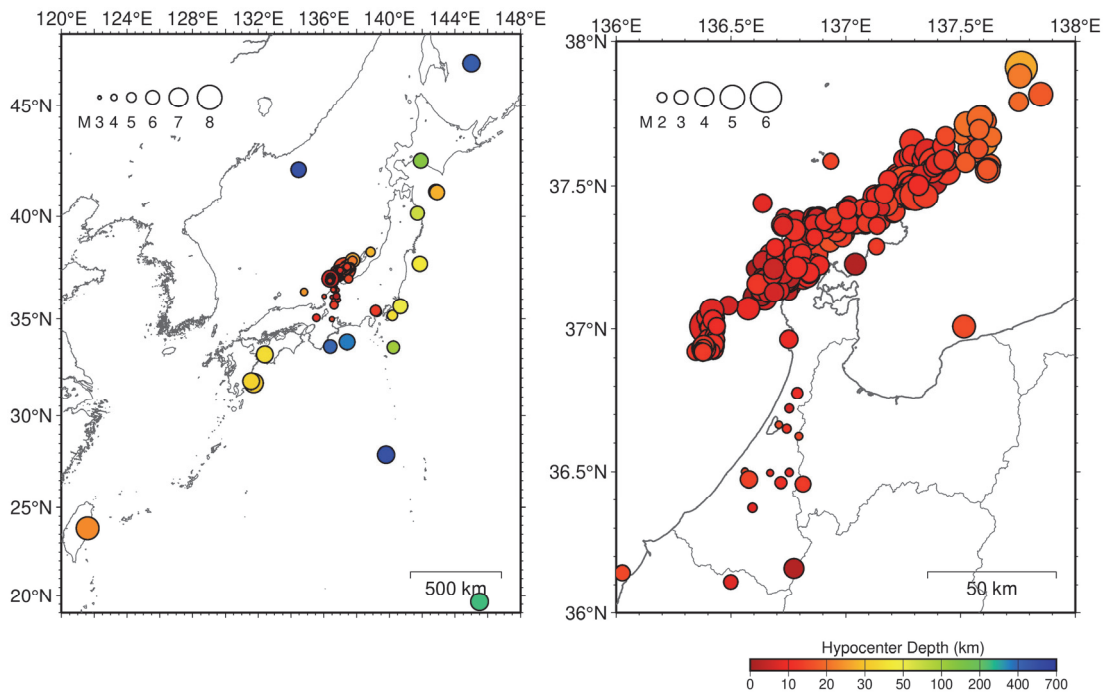 120°E 124°E 128°E 132°E 136°E 140°E 144°E 148°E
45°N
40°N
35°N
30°N
25°N
20°N
M 3 4 5 6 7 8
500 km
136°E 136.5°E 137°E 137.5°E 138°E
38°N
37.5°N
37°N
36.5°N
36°N
M 2 3 4 5 6
50 km
Hypocenter Depth (km)
0 10 20 30 50 100 200 400 700